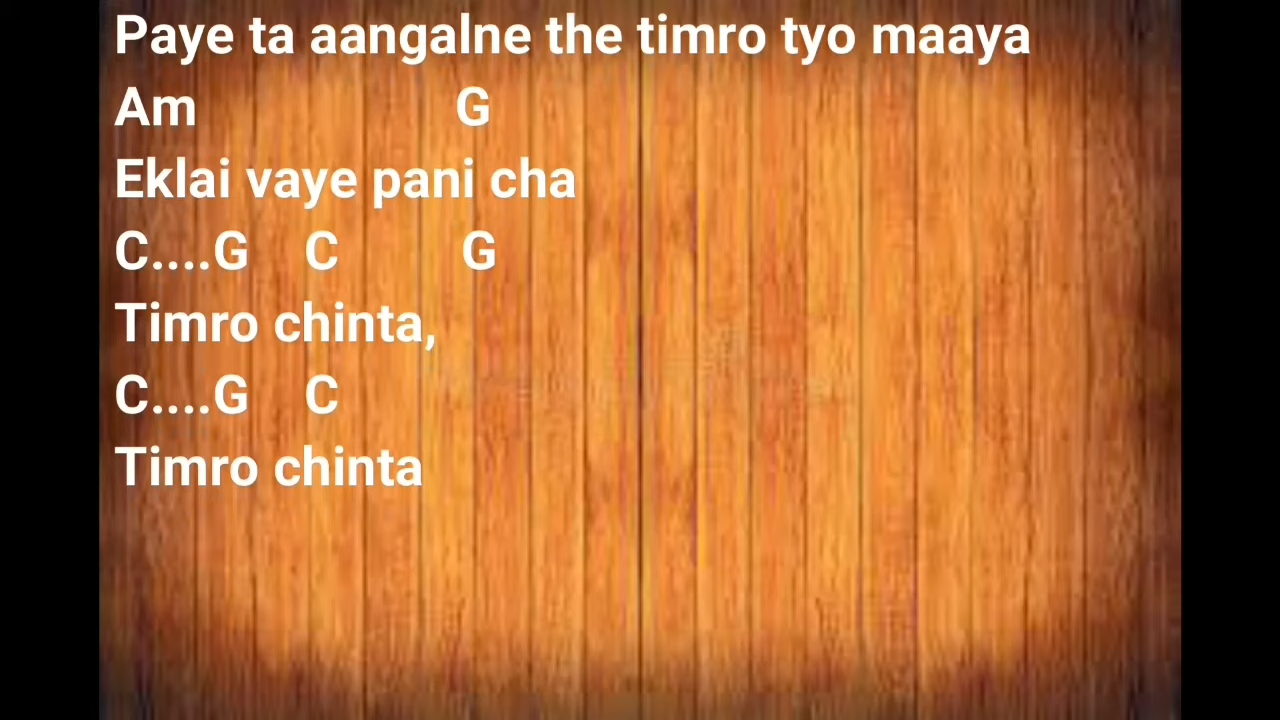 Paye ta aangalne the timro tyo maaya
Am G
Eklai vaye pani cha
C....G C G
Timro chinta,
C....G C
Timro chinta